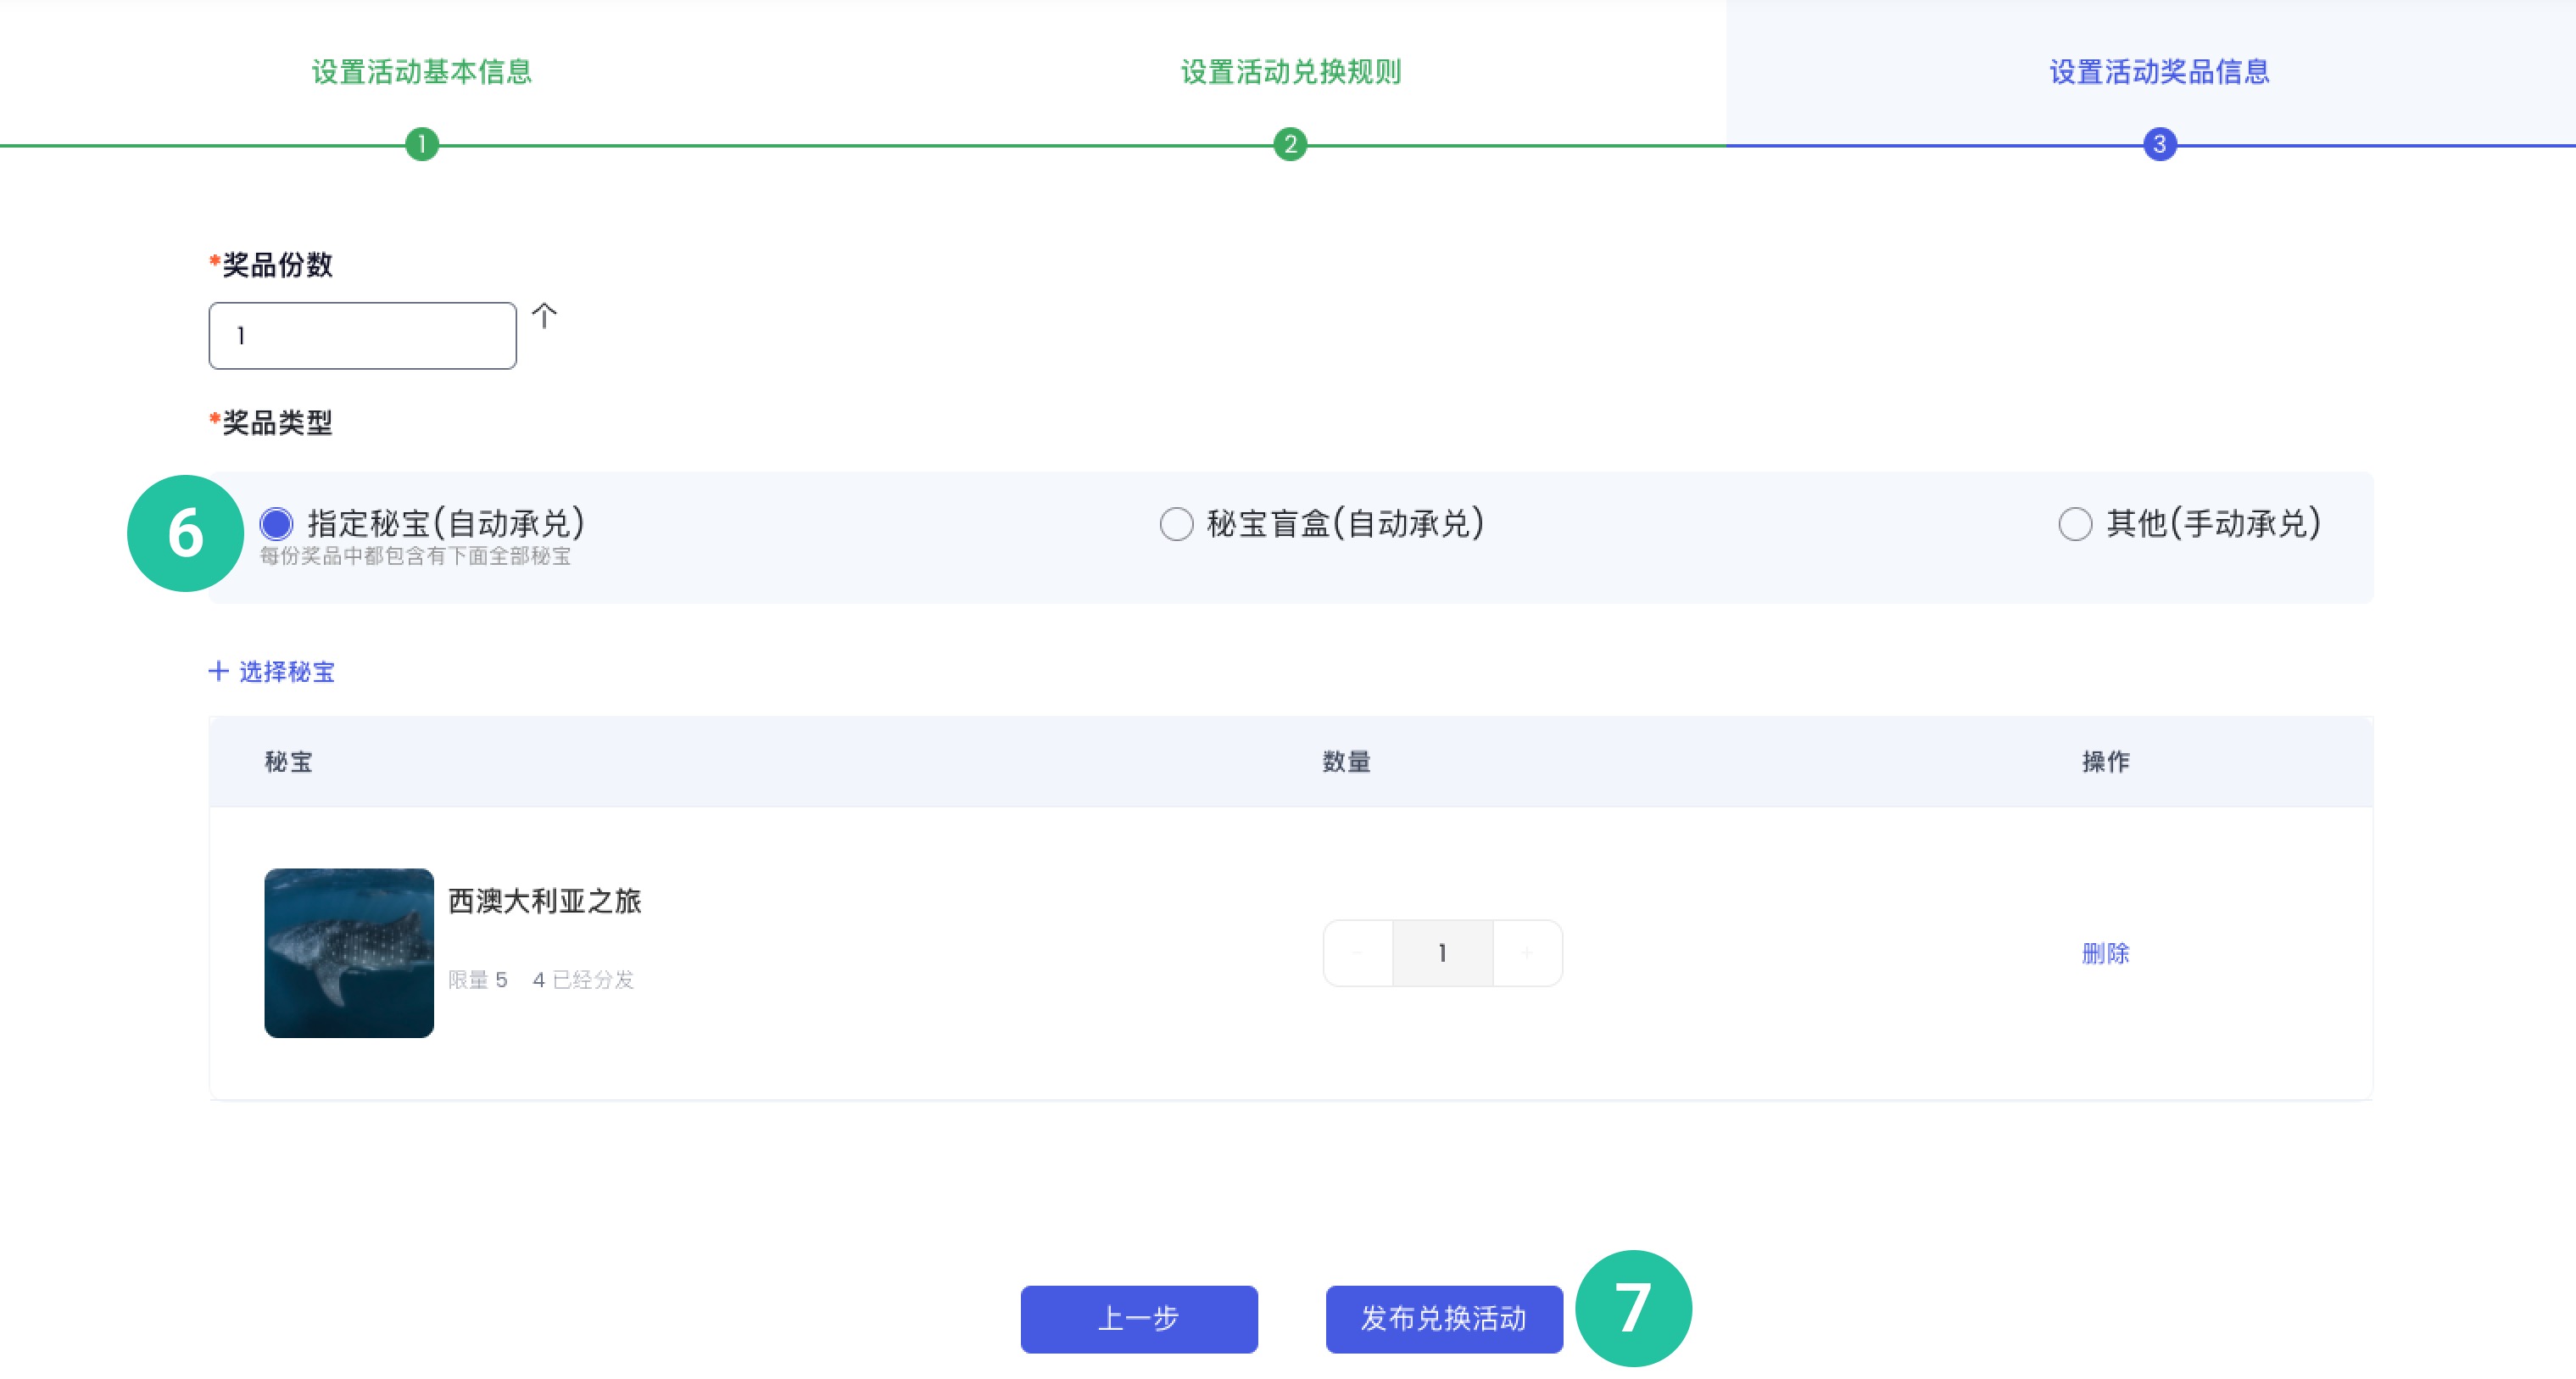 设置活动基本信息
设置活动兑换规则
设置活动奖品信息
1
2
3
*奖品份数
1 个
*奖品类型
6
指定秘宝(自动承兑)
每份奖品中都包含有下面全部秘宝
秘宝盲盒(自动承兑)
其他(手动承兑)
+ 选择秘宝
秘宝
数量
操作
西澳大利亚之旅
限量 5 4 已经分发
- 1 +
删除
上一步
发布兑换活动
7